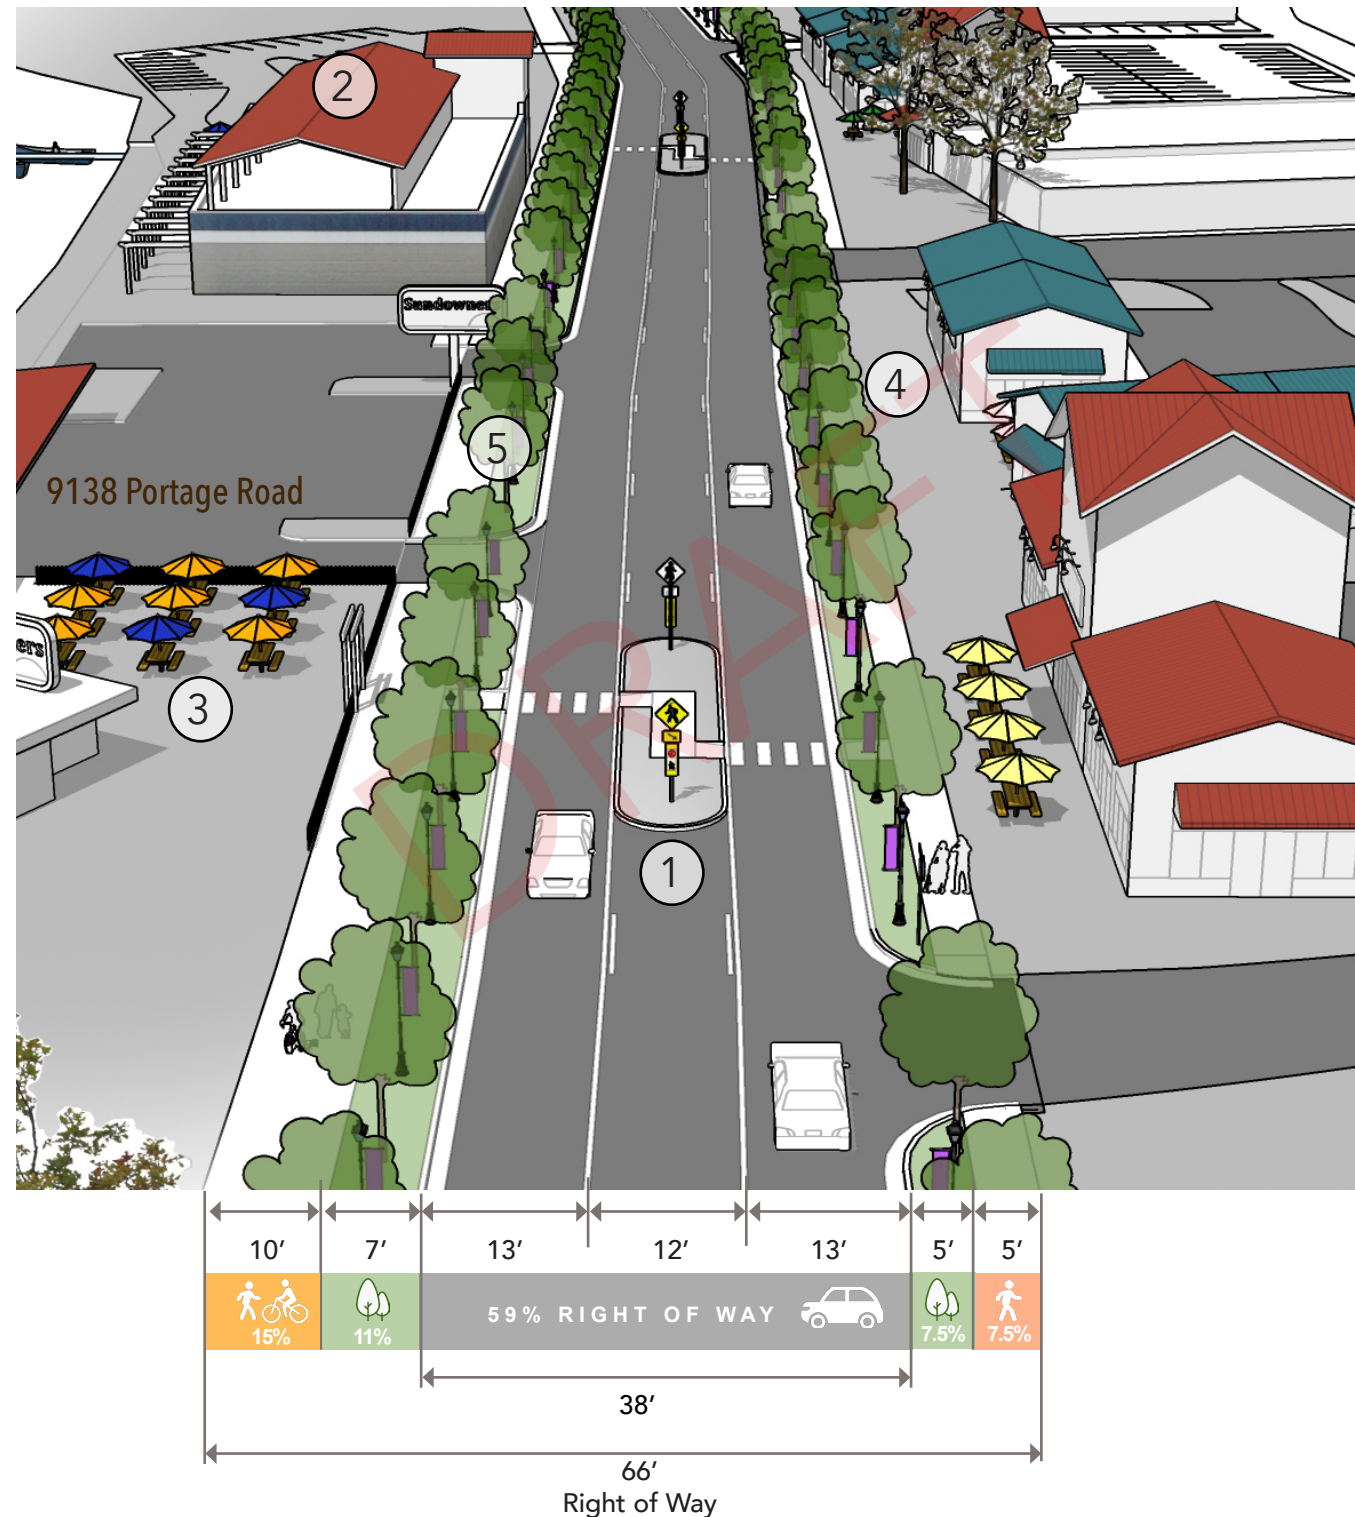 2
Sundowner
4
5
9138 Portage Road
ers
3
1
DRAFT
10’ 7’ 13’ 12’ 13’ 5’ 5’
59% RIGHT OF WAY
15% 11% 7.5% 7.5%
38’
66’
Right of Way